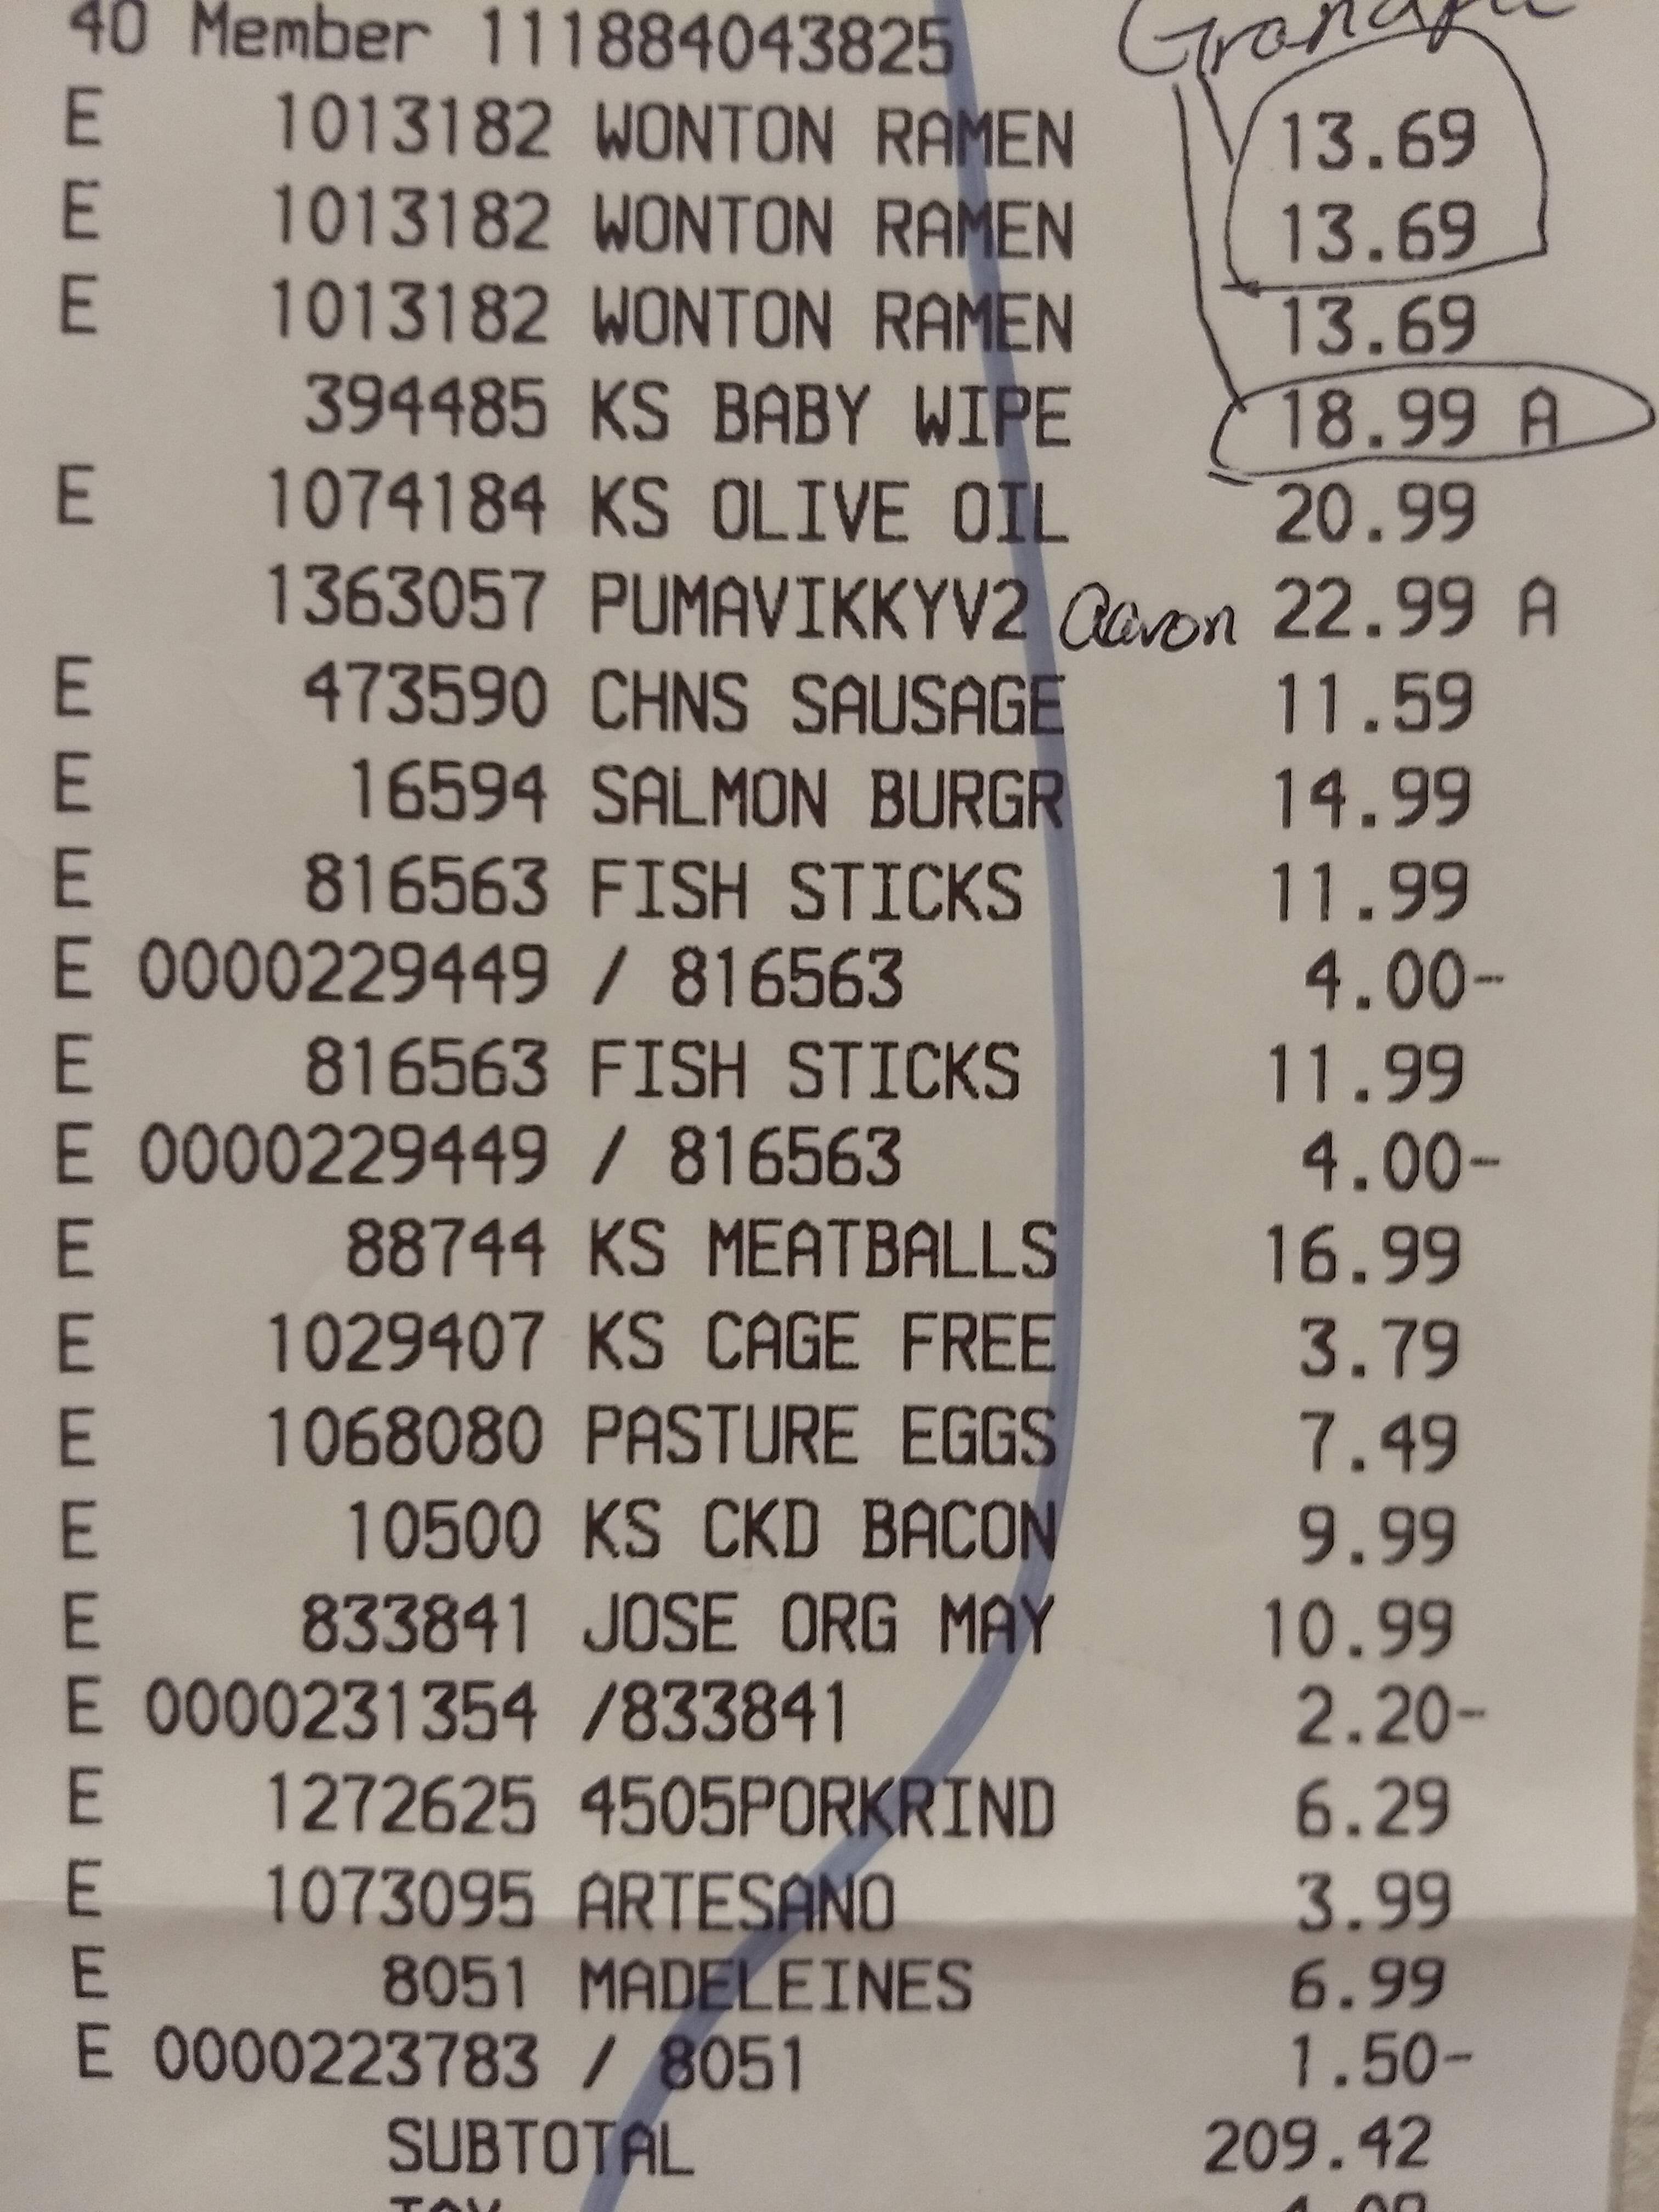 40 Member 111884043825
E 1013182 WONTON RAMEN 13.69
E 1013182 WONTON RAMEN 13.69
E 1013182 WONTON RAMEN 13.69
394485 KS BABY WIPE 18.99 A
E 1074184 KS OLIVE OIL 20.99
1363057 PUMAVIKKYV2 Aaron 22.99 A
E 473590 CHNS SAUSAGE 11.59
E 16594 SALMON BURGR 14.99
E 816563 FISH STICKS 11.99
E 0000229449 / 816563 4.00-
E 816563 FISH STICKS 11.99
E 0000229449 / 816563 4.00-
E 88744 KS MEATBALLS 16.99
E 1029407 KS CAGE FREE 3.79
E 1068080 PASTURE EGGS 7.49
E 10500 KS CKD BACON 9.99
E 833841 JOSE ORG MAY 10.99
E 0000231354 /833841 2.20-
E 1272625 4505PORKRIND 6.29
E 1073095 ARTESANO 3.99
E 8051 MADELEINES 6.99
E 0000223783 / 8051 1.50-
SUBTOTAL 209.42